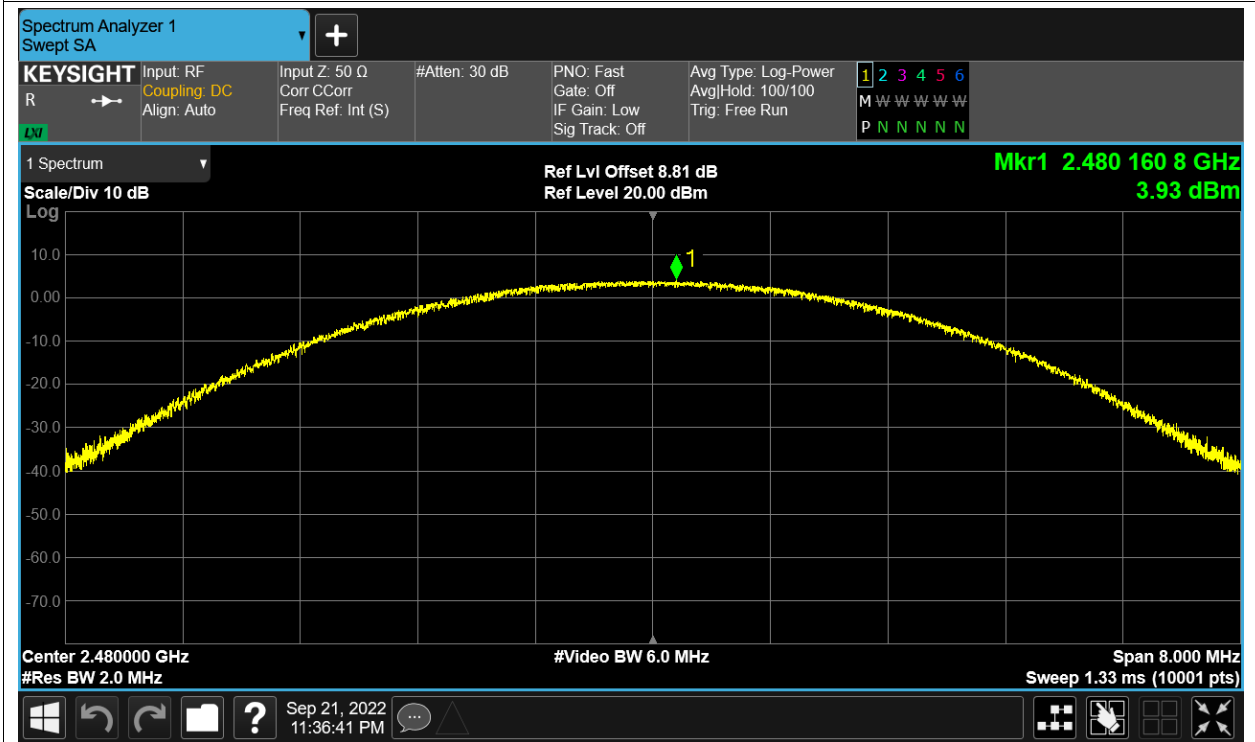 Spectrum Analyzer 1
Swept SA
+
KEYSIGHT
R
LXI
Input: RF
Coupling: DC
Align: Auto
Input Z: 50 Ω
Corr CCorr
Freq Ref: Int (S)
#Atten: 30 dB
PNO: Fast
Gate: Off
IF Gain: Low
Sig Track: Off
Avg Type: Log-Power
Avg|Hold: 100/100
Trig: Free Run
1 2 3 4 5 6
M W W W W W
P N N N N N
1 Spectrum
Scale/Div 10 dB
Log
Ref Lvl Offset 8.81 dB
Ref Level 20.00 dBm
Mkr1 2.480 160 8 GHz
3.93 dBm
1
10.0
0.00
-10.0
-20.0
-30.0
-40.0
-50.0
-60.0
-70.0
Center 2.480000 GHz
#Res BW 2.0 MHz
#Video BW 6.0 MHz
Span 8.000 MHz
Sweep 1.33 ms (10001 pts)
?
Sep 21, 2022
11:36:41 PM